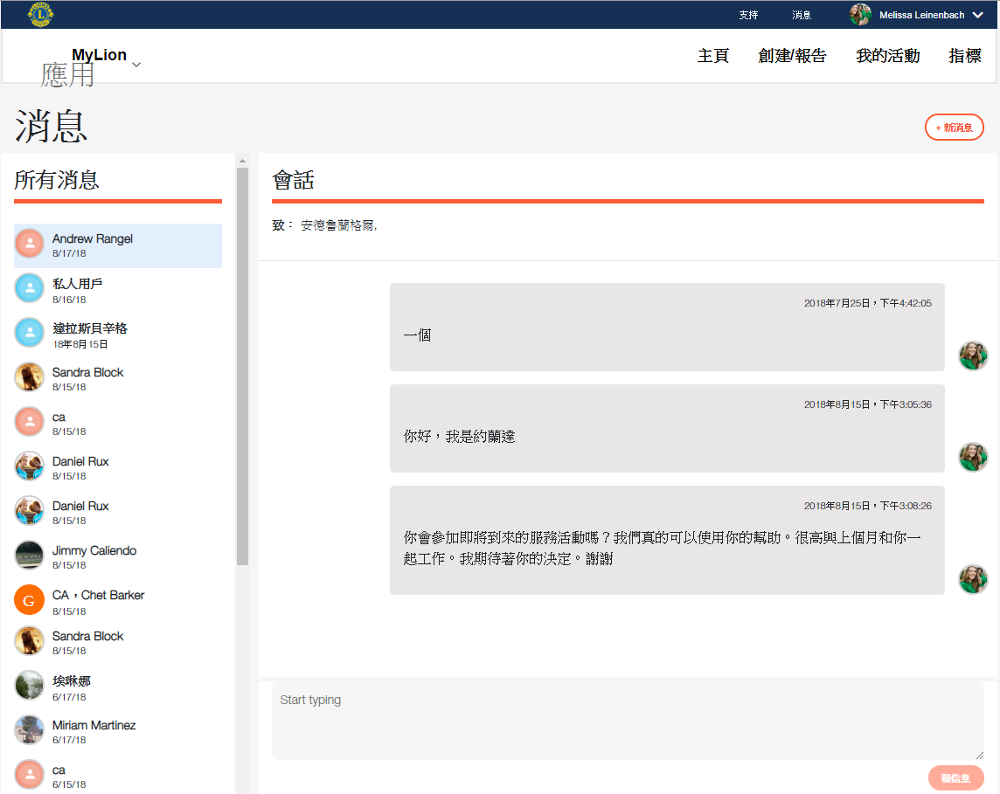 支持 消息 Melissa Leinenbach
MyLion
應用
主頁 創建/報告 我的活動 指標
消息
+ 新消息
所有消息
Andrew Rangel
8/17/18
私人用戶
8/16/18
達拉斯貝辛格
18年8月15日
Sandra Block
8/15/18
ca
8/15/18
Daniel Rux
8/15/18
Daniel Rux
8/15/18
Jimmy Caliendo
8/15/18
G
CA，Chet Barker
8/15/18
Sandra Block
8/15/18
埃琳娜
6/17/18
Miriam Martinez
6/17/18
ca
6/15/18
會話
致： 安德魯蘭格爾,
2018年7月25日，下午4:42:05
一個
2018年8月15日，下午3:05:36
你好，我是約蘭達
2018年8月15日，下午3:08:26
你會參加即將到來的服務活動嗎？我們真的可以使用你的幫助。很高興上個月和你一
起工作。我期待著你的決定。謝謝
Start typing
發信息